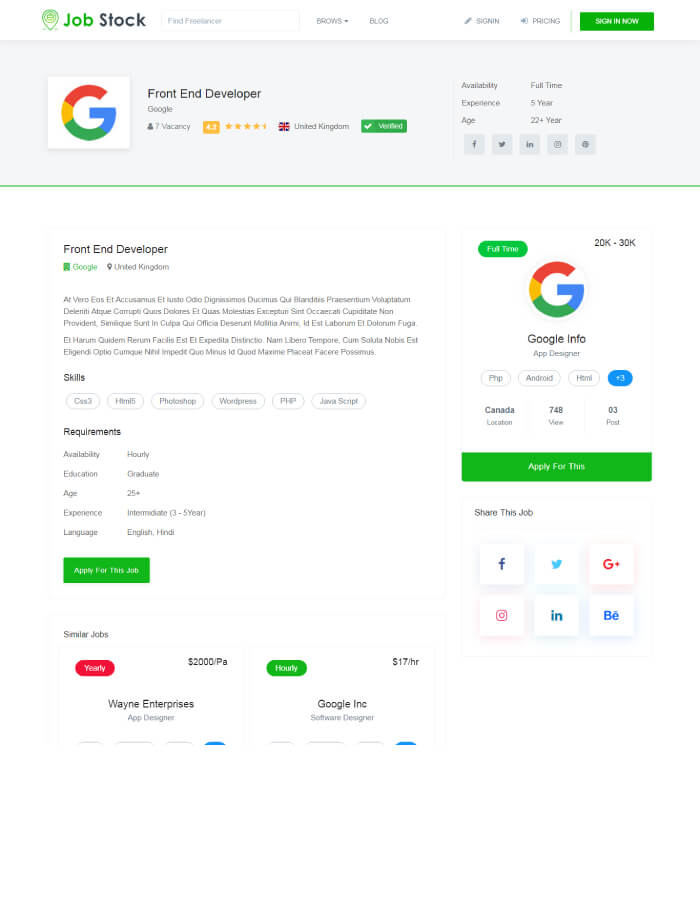 Job Stock
Find Freelancer
BROWS
BLOG
SIGNIN
PRICING
SIGN IN NOW
Front End Developer
Google
7 Vacancy
4.2
United Kingdom
Verified
Availability Full Time
Experience 5 Year
Age 22+ Year
Front End Developer
Google United Kingdom
At Vero Eos Et Accusamus Et Iusto Odio Dignissimos Ducimus Qui Blanditiis Praesentium Voluptatum
Deleniti Atque Corrupti Quos Dolores Et Quas Molestias Excepturi Sint Occaecati Cupiditate Non
Provident, Similique Sunt In Culpa Qui Officia Deserunt Mollitia Animi, Id Est Laborum Et Dolorum Fuga.
Et Harum Quidem Rerum Facilis Est Et Expedita Distinctio. Nam Libero Tempore, Cum Soluta Nobis Est
Eligendi Optio Cumque Nihil Impedit Quo Minus Id Quod Maxime Placeat Facere Possimus.
Skills
Css3 Html5 Photoshop Wordpress PHP Java Script
Requirements
Availability Hourly
Education Graduate
Age 25+
Experience Intermidiate (3 - 5Year)
Language English, Hindi
Apply For This Job
Full Time
20K - 30K
Google Info
App Designer
Php Android Html +3
Canada 748 03
Location View Post
Apply For This
Share This Job
Similar Jobs
Yearly
$2000/Pa
Wayne Enterprises
App Designer
Hourly
$17/hr
Google Inc
Software Designer